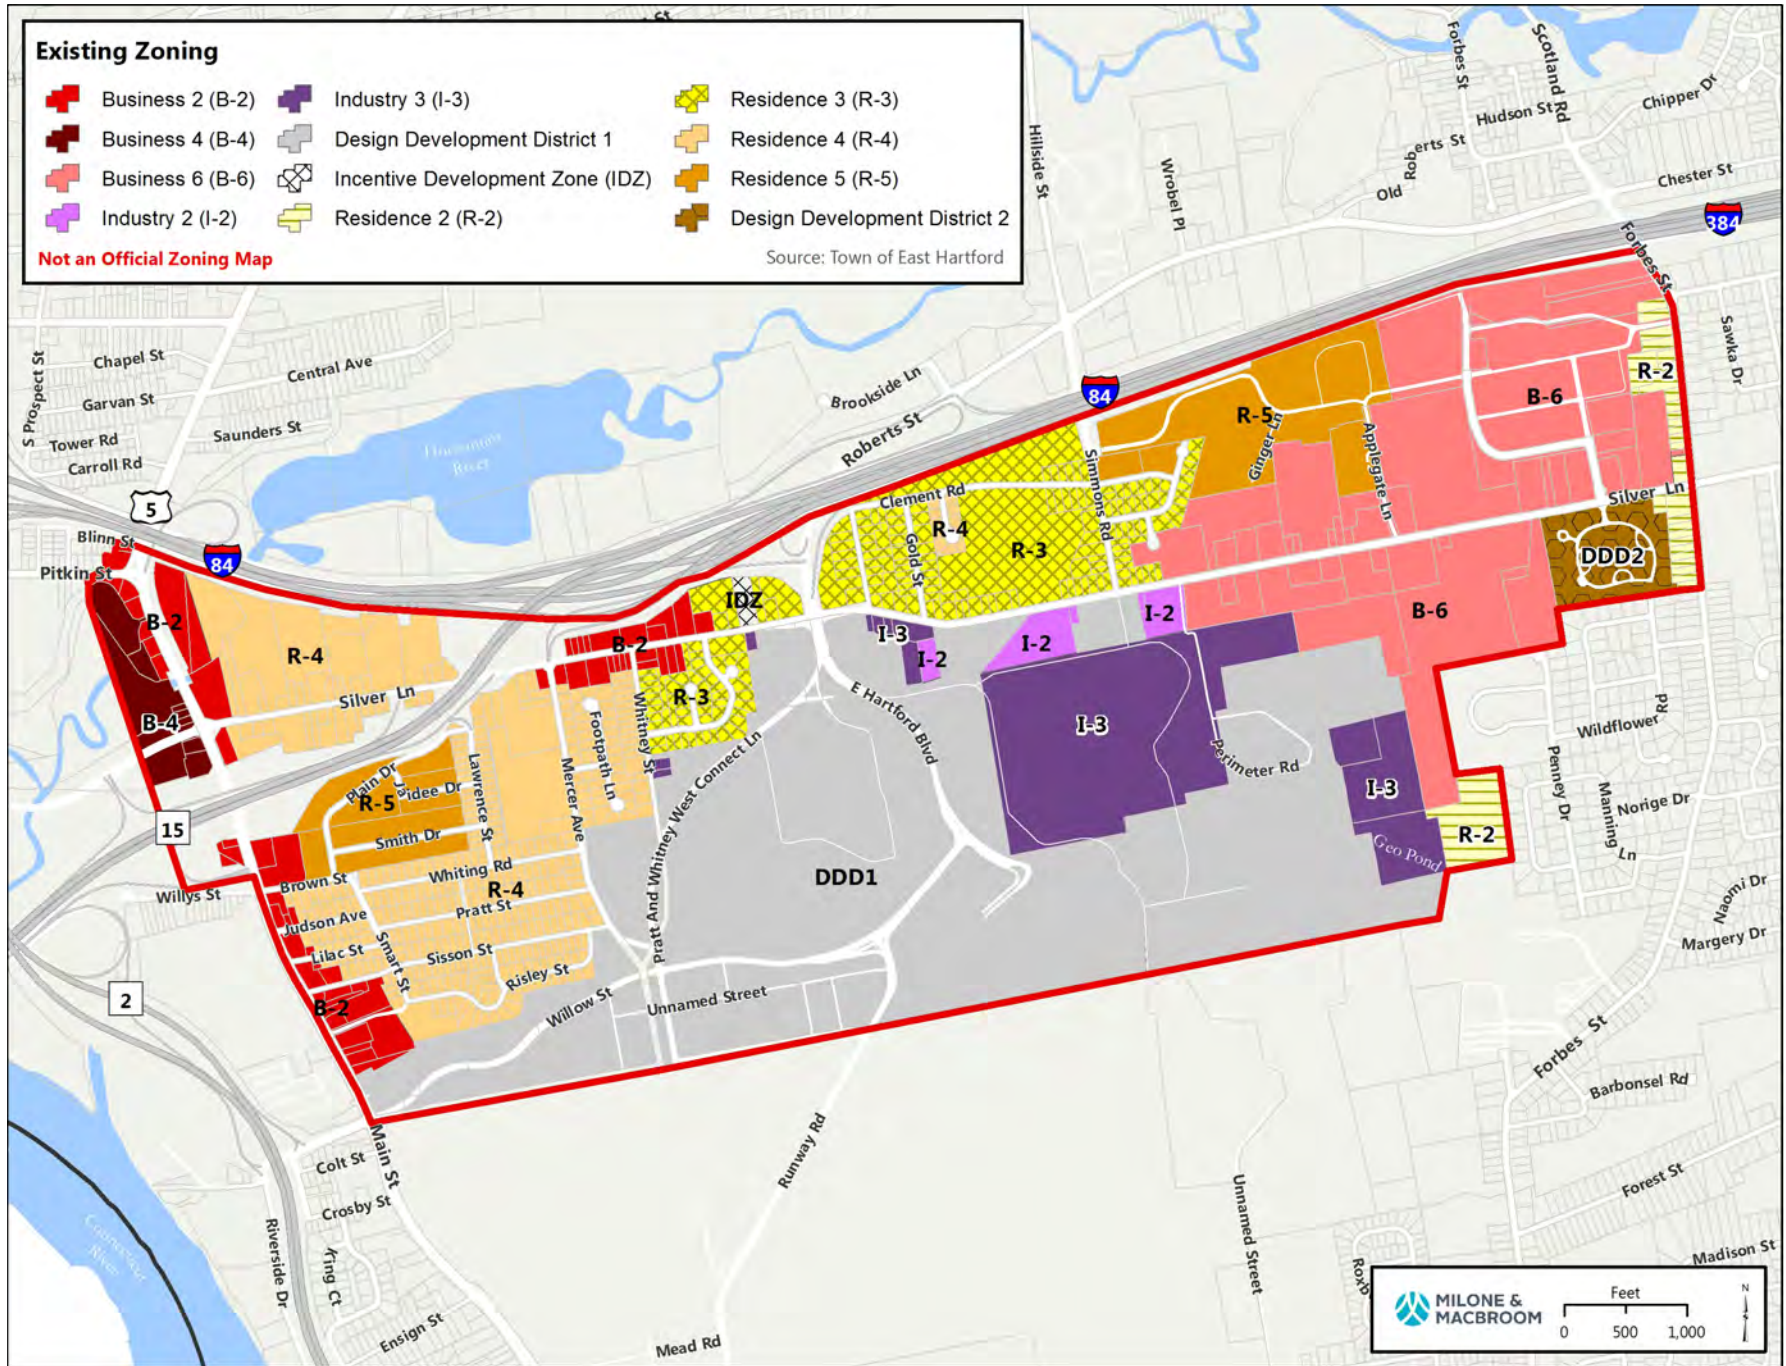 Existing Zoning
Business 2 (B-2)
Industry 3 (I-3)
Residence 3 (R-3)
Business 4 (B-4)
Design Development District 1
Residence 4 (R-4)
Business 6 (B-6)
Incentive Development Zone (IDZ)
Residence 5 (R-5)
Industry 2 (I-2)
Residence 2 (R-2)
Design Development District 2
Not an Official Zoning Map
Source: Town of East Hartford
St
Forbes St
Scotland Rd
Chipper Dr
Hudson St
Roberts St
Old
Chester St
Hillside St
Wrobel Pl
384
Forbes St
Sawka Dr
S Prospect St
Chapel St
Central Ave
Garvan St
Tower Rd
Saunders St
Carroll Rd
Hockanum
River
Brookside Ln
Roberts St
84
R-2
B-6
R-5
Ginger Ln
Applegate Ln
Simmons Rd
Clement Rd
R-4
Gold St
R-3
Silver Ln
DDD2
5
Blinn St
84
Pitkin St
B-2
R-4
IDZ
B-2
I-3
I-2
I-2
I-2
B-6
Silver Ln
B-4
R-3
Footpath Ln
Whitney St
E Hartford Blvd
I-3
Perimeter Rd
Wildflower Rd
Penney Dr
Manning Ln
Norige Dr
I-3
R-2
Geo Pond
Plain Dr
Jaidee Dr
R-5
Lawrence St
Mercer Ave
Smith Dr
15
Willys St
Brown St
Whiting Rd
R-4
Pratt St
Judson Ave
Lilac St
Smart St
Sisson St
Risley St
Pratt And Whitney West Connect Ln
DDD1
Naomi Dr
Margery Dr
2
B-2
Willow St
Unnamed Street
Forbes St
Barbonsel Rd
Main St
Runway Rd
Colt St
Crosby St
Riverside Dr
King Ct
Ensign St
Mead Rd
Connecticut
River
Unnamed Street
Forest St
Madison St
Roxb
MILONE &
MACBROOM
Feet
0 500 1,000
N